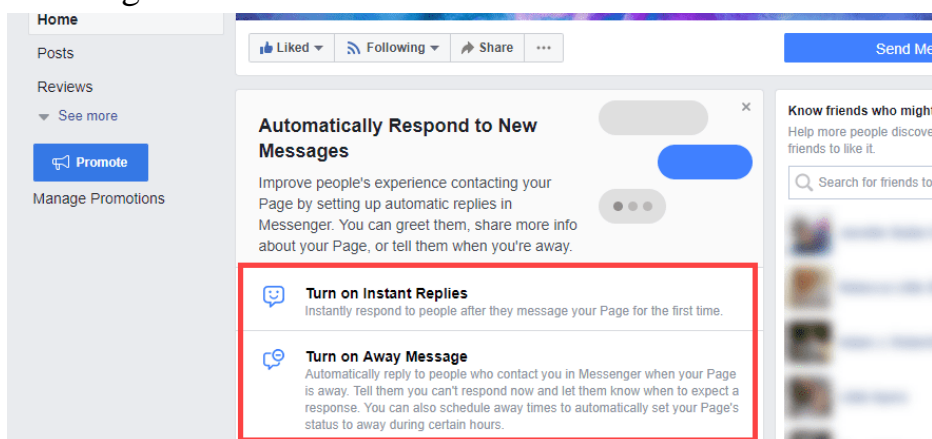 Home
Posts
Reviews
See more
Promote
Manage Promotions
Liked
Following
Share
Send Me
Automatically Respond to New
Messages
Improve people's experience contacting your
Page by setting up automatic replies in
Messenger. You can greet them, share more info
about your Page, or tell them when you're away.
Turn on Instant Replies
Instantly respond to people after they message your Page for the first time.
Turn on Away Message
Automatically reply to people who contact you in Messenger when your Page
is away. Tell them you can't respond now and let them know when to expect a
response. You can also schedule away times to automatically set your Page's
status to away during certain hours.
Know friends who might
Help more people discove
friends to like it.
Search for friends to